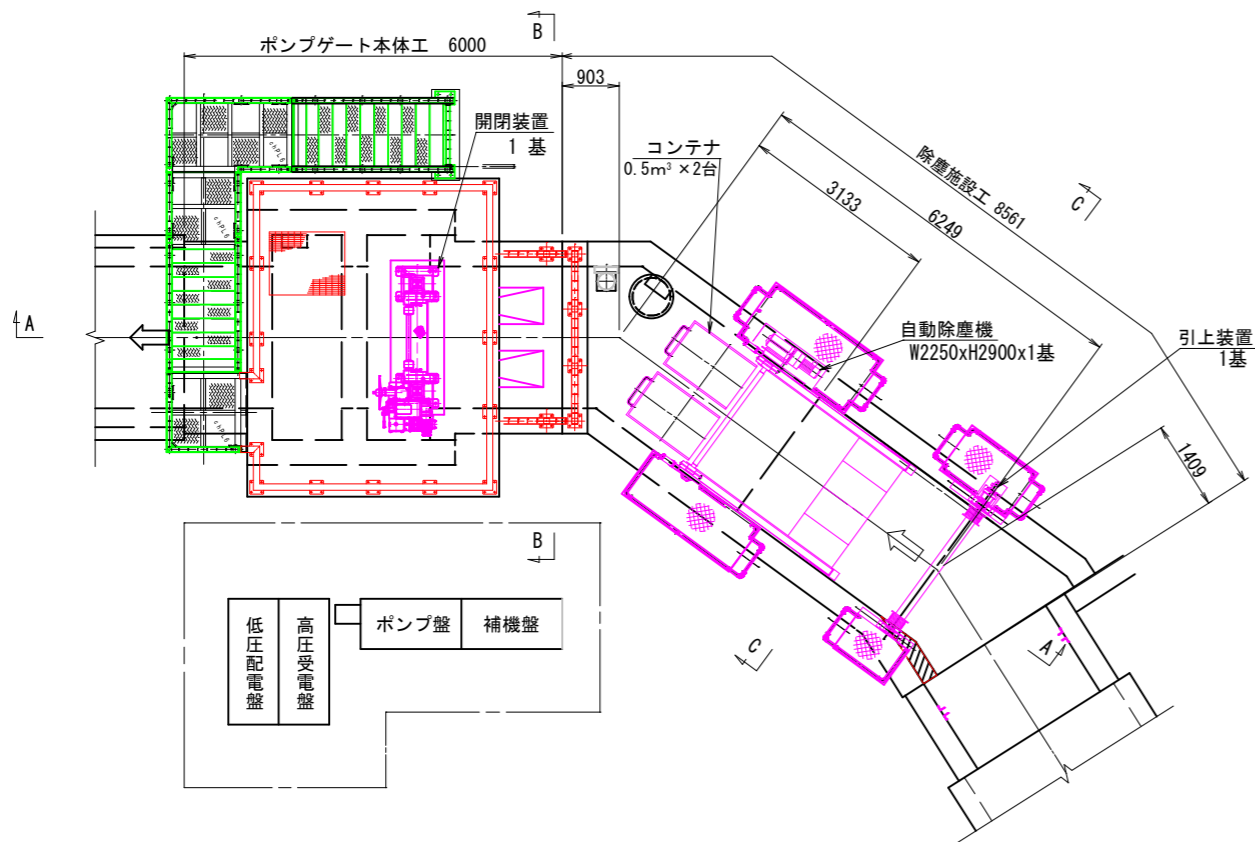 B
ポンプゲート本体工 6000
903
開閉装置
1 基
コンテナ
0.5m³ ×2台
除塵施設工 8561
3133
6249
C
A
自動除塵機
W2250xH2900x1基
引上装置
1基
1409
chPL6
chPL6
chPL6
B
低圧配電盤
高圧受電盤
ポンプ盤
補機盤
C
A